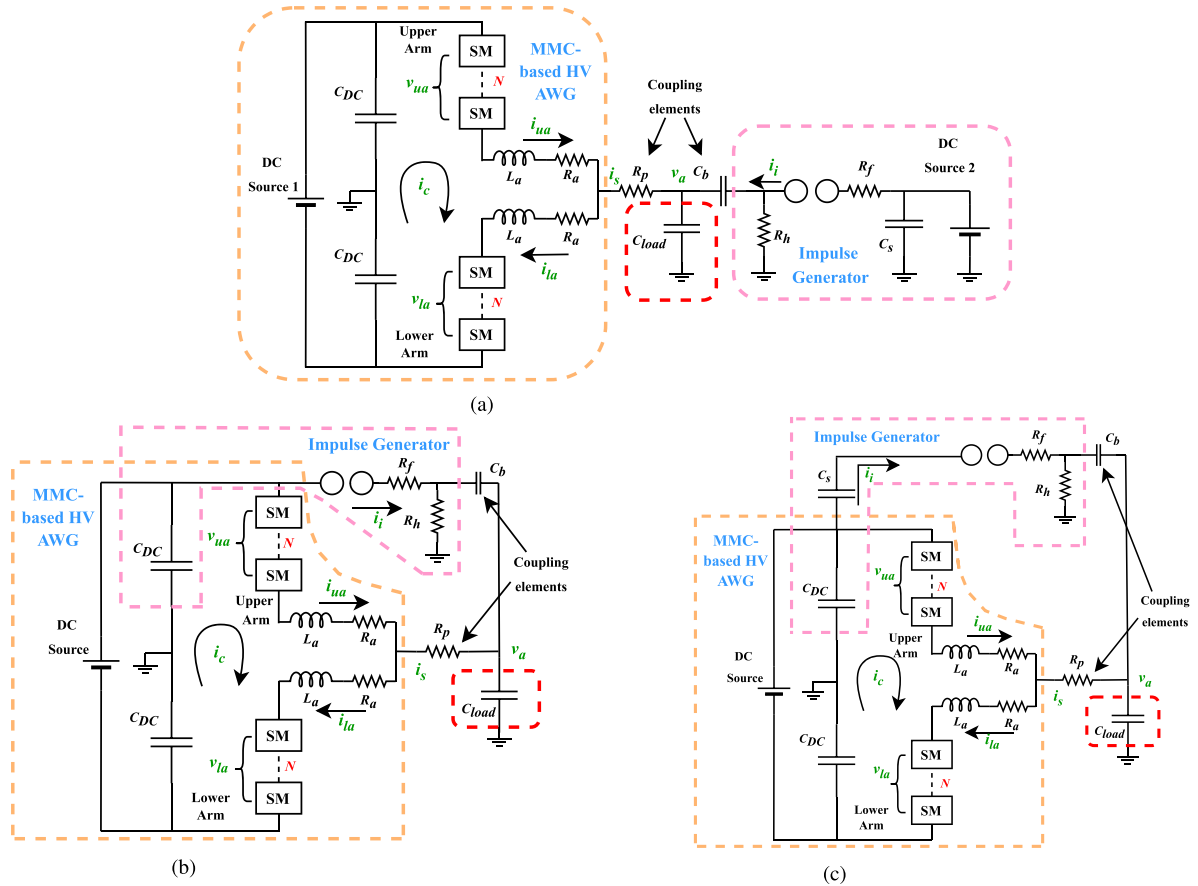 Upper
Arm
SM
MMC-
based HV
AWG
v_ua
N
C_DC
SM
Coupling
elements
i_ua
L_a
R_a
DC
Source 1
i_c
i_s
R_p
v_a
C_b
i_i
R_f
DC
Source 2
L_a
R_a
C_load
R_h
C_s
C_DC
i_la
Impulse
Generator
SM
v_la
N
SM
Lower
Arm
(a)
Impulse Generator
MMC-
based HV
AWG
R_f
C_b
SM
i_i
R_h
v_ua
N
C_DC
SM
Coupling
elements
Upper
Arm
i_ua
L_a
R_a
DC
Source
i_c
R_p
i_s
v_a
L_a
R_a
C_load
i_la
C_DC
SM
v_la
N
SM
Lower
Arm
(b)
Impulse Generator
R_f
C_b
C_s
i_i
R_h
MMC-
based HV
AWG
SM
v_ua
N
C_DC
SM
Coupling
elements
Upper
Arm
i_ua
L_a
R_a
DC
Source
i_c
R_p
i_s
v_a
L_a
R_a
C_load
i_la
C_DC
SM
v_la
N
SM
Lower
Arm
(c)